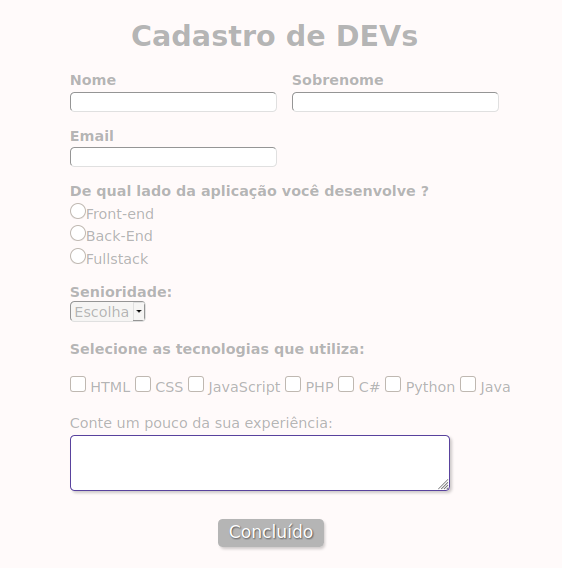 Cadastro de DEVs
Nome Sobrenome
Email
De qual lado da aplicação você desenvolve ?
Front-end
Back-End
Fullstack
Senioridade:
Escolha
Selecione as tecnologias que utiliza:
HTML CSS JavaScript PHP C# Python Java
Conte um pouco da sua experiência:
Concluído